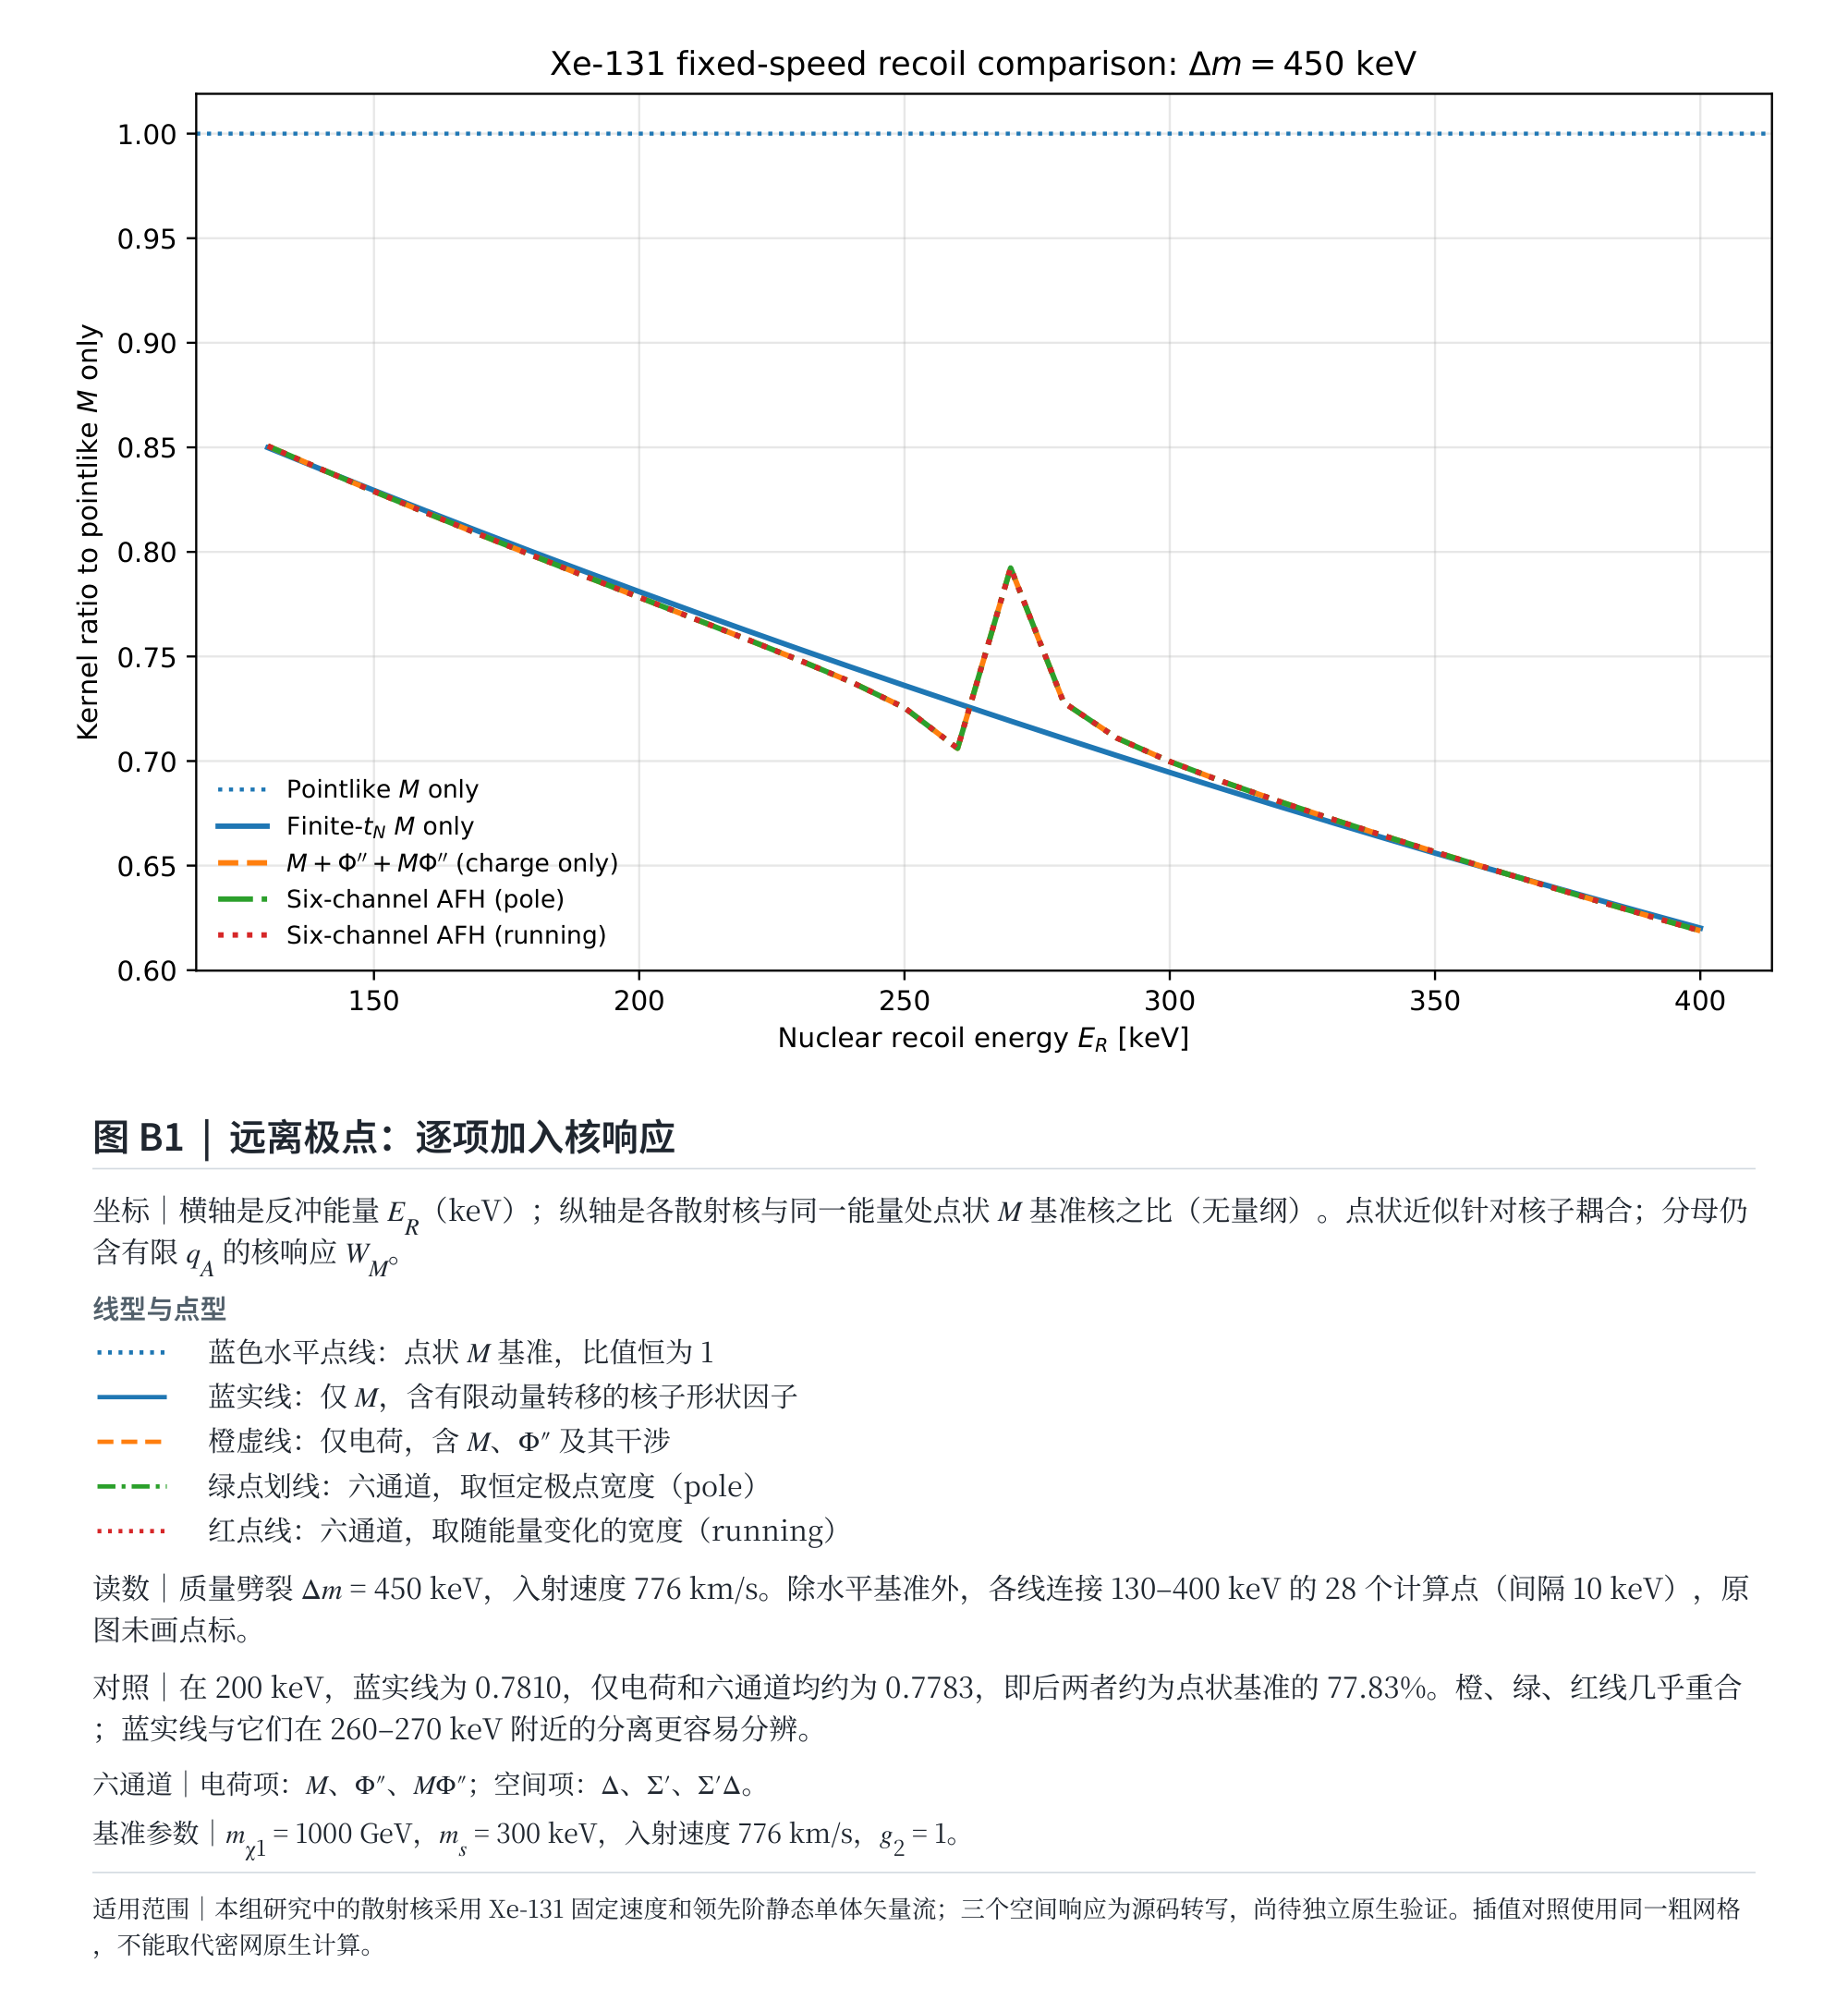 Xe-131 fixed-speed recoil comparison: Δm = 450 keV
Kernel ratio to pointlike M only
1.00
0.95
0.90
0.85
0.80
0.75
0.70
0.65
0.60
Pointlike M only
Finite-t_N M only
M + Φ″ + MΦ″ (charge only)
Six-channel AFH (pole)
Six-channel AFH (running)
150 200 250 300 350 400
Nuclear recoil energy E_R [keV]
图 B1｜远离极点：逐项加入核响应
坐标｜横轴是反冲能量 E_R（keV）；纵轴是各散射核与同一能量处点状 M 基准核之比（无量纲）。点状近似针对核子耦合；分母仍
含有限 q_A 的核响应 W_M。
线型与点型
蓝色水平点线：点状 M 基准，比值恒为 1
蓝实线：仅 M，含有限动量转移的核子形状因子
橙虚线：仅电荷，含 M、Φ″ 及其干涉
绿点划线：六通道，取恒定极点宽度（pole）
红点线：六通道，取随能量变化的宽度（running）
读数｜质量劈裂 Δm = 450 keV，入射速度 776 km/s。除水平基准外，各线连接 130–400 keV 的 28 个计算点（间隔 10 keV），原
图未画点标。
对照｜在 200 keV，蓝实线为 0.7810，仅电荷和六通道均约为 0.7783，即后两者约为点状基准的 77.83%。橙、绿、红线几乎重合
；蓝实线与它们在 260–270 keV 附近的分离更容易分辨。
六通道｜电荷项：M、Φ″、MΦ″；空间项：Δ、Σ′、Σ′Δ。
基准参数｜m_χ1 = 1000 GeV，m_s = 300 keV，入射速度 776 km/s，g_2 = 1。
适用范围｜本组研究中的散射核采用 Xe-131 固定速度和领先阶静态单体矢量流；三个空间响应为源码转写，尚待独立原生验证。插值对照使用同一粗网格
，不能取代密网原生计算。